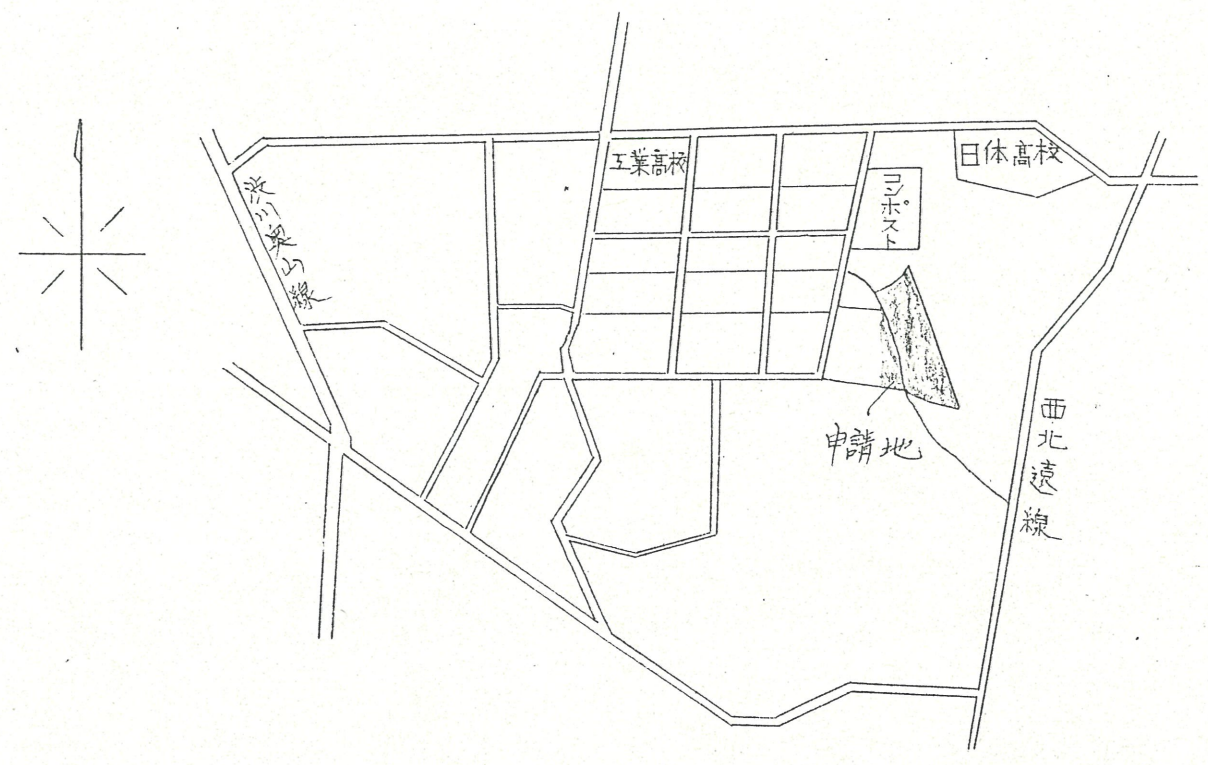 工業高校
日体高校
コンポスト
渋川東山線
申請地
西北遠線